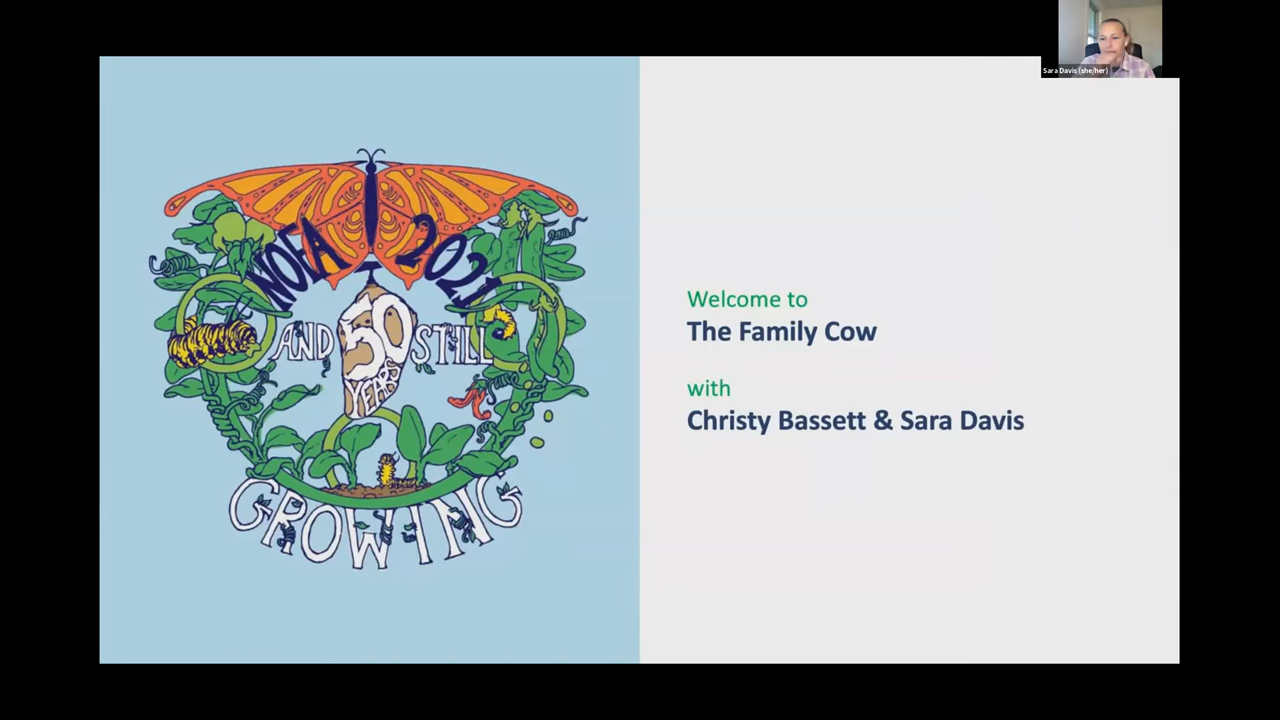 Sara Davis (she/her)
NOFA 2021
AND 50 STILL
YEARS
GROWING
Welcome to
The Family Cow
with
Christy Bassett & Sara Davis